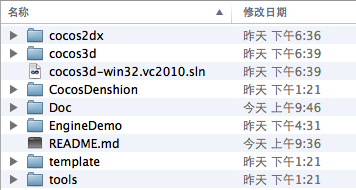 名称 修改日期
cocos2dx 昨天 下午6:36
cocos3d 昨天 下午6:39
cocos3d-win32.vc2010.sln 昨天 下午6:39
CocosDenshion 昨天 下午1:21
Doc 今天 上午9:46
EngineDemo 昨天 下午4:31
README.md 今天 上午9:36
template 昨天 下午1:21
tools 昨天 下午1:21